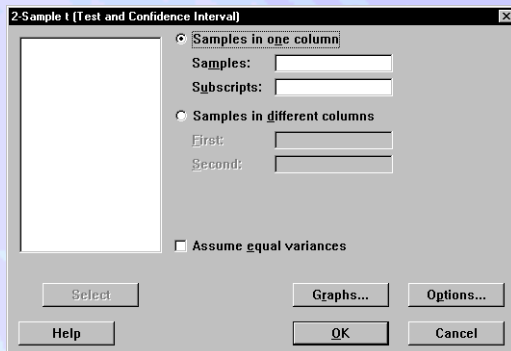 2-Sample t (Test and Confidence Interval)
Samples in one column
Samples:
Subscripts:
Samples in different columns
First:
Second:
Assume equal variances
Select
Graphs...
Options...
Help
OK
Cancel